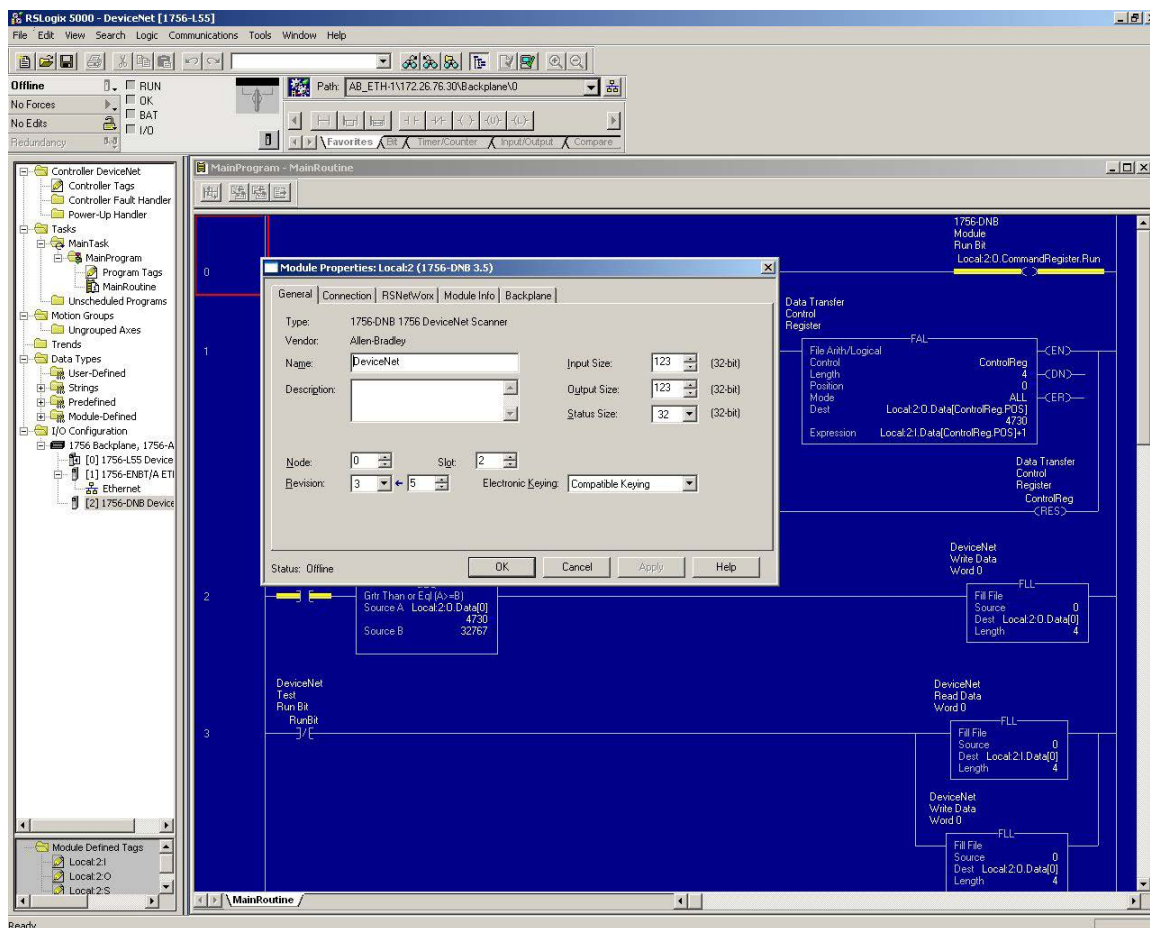 RSLogix 5000 - DeviceNet [1756-L55]
File Edit View Search Logic Communications Tools Window Help
Offline
RUN
No Forces
OK
No Edits
BAT
Redundancy
I/O
Path: AB_ETH-1\172.26.76.30\Backplane\0
Favorites Bit Timer/Counter Input/Output Compare
Controller DeviceNet
Controller Tags
Controller Fault Handler
Power-Up Handler
Tasks
MainTask
MainProgram
Program Tags
MainRoutine
Unscheduled Programs
Motion Groups
Ungrouped Axes
Trends
Data Types
User-Defined
Strings
Predefined
Module-Defined
I/O Configuration
1756 Backplane, 1756-A
[0] 1756-L55 Device
[1] 1756-ENBT/A ETI
Ethernet
[2] 1756-DNB Device
Module Defined Tags
Local:2:I
Local:2:O
Local:2:S
MainProgram - MainRoutine
0
1756-DNB
Module
Run Bit
Local:2:O.CommandRegister.Run
Module Properties: Local:2 (1756-DNB 3.5)
General Connection RSNetWorx Module Info Backplane
Type: 1756-DNB 1756 DeviceNet Scanner
Vendor: Allen-Bradley
Name: DeviceNet
Input Size: 123 (32-bit)
Description:
Output Size: 123 (32-bit)
Status Size: 32 (32-bit)
Node: 0 Slot: 2
Revision: 3 5 Electronic Keying: Compatible Keying
Status: Offline
OK Cancel Apply Help
1
Data Transfer
Control
Register
FAL
File Arith/Logical
Control ControlReg
Length 4
Position 0
Mode ALL
Dest Local:2:O.Data[ControlReg.POS]
4730
Expression Local:2:I.Data[ControlReg.POS]+1
EN
DN
ER
Data Transfer
Control
Register
ControlReg
RES
2
Grtr Than or Eql (A>=B)
Source A Local:2:O.Data[0]
4730
Source B 32767
DeviceNet
Write Data
Word 0
FLL
Fill File
Source 0
Dest Local:2:O.Data[0]
Length 4
3
DeviceNet
Test
Run Bit
RunBit
DeviceNet
Read Data
Word 0
FLL
Fill File
Source 0
Dest Local:2:I.Data[0]
Length 4
DeviceNet
Write Data
Word 0
FLL
Fill File
Source 0
Dest Local:2:O.Data[0]
Length 4
MainRoutine
Ready